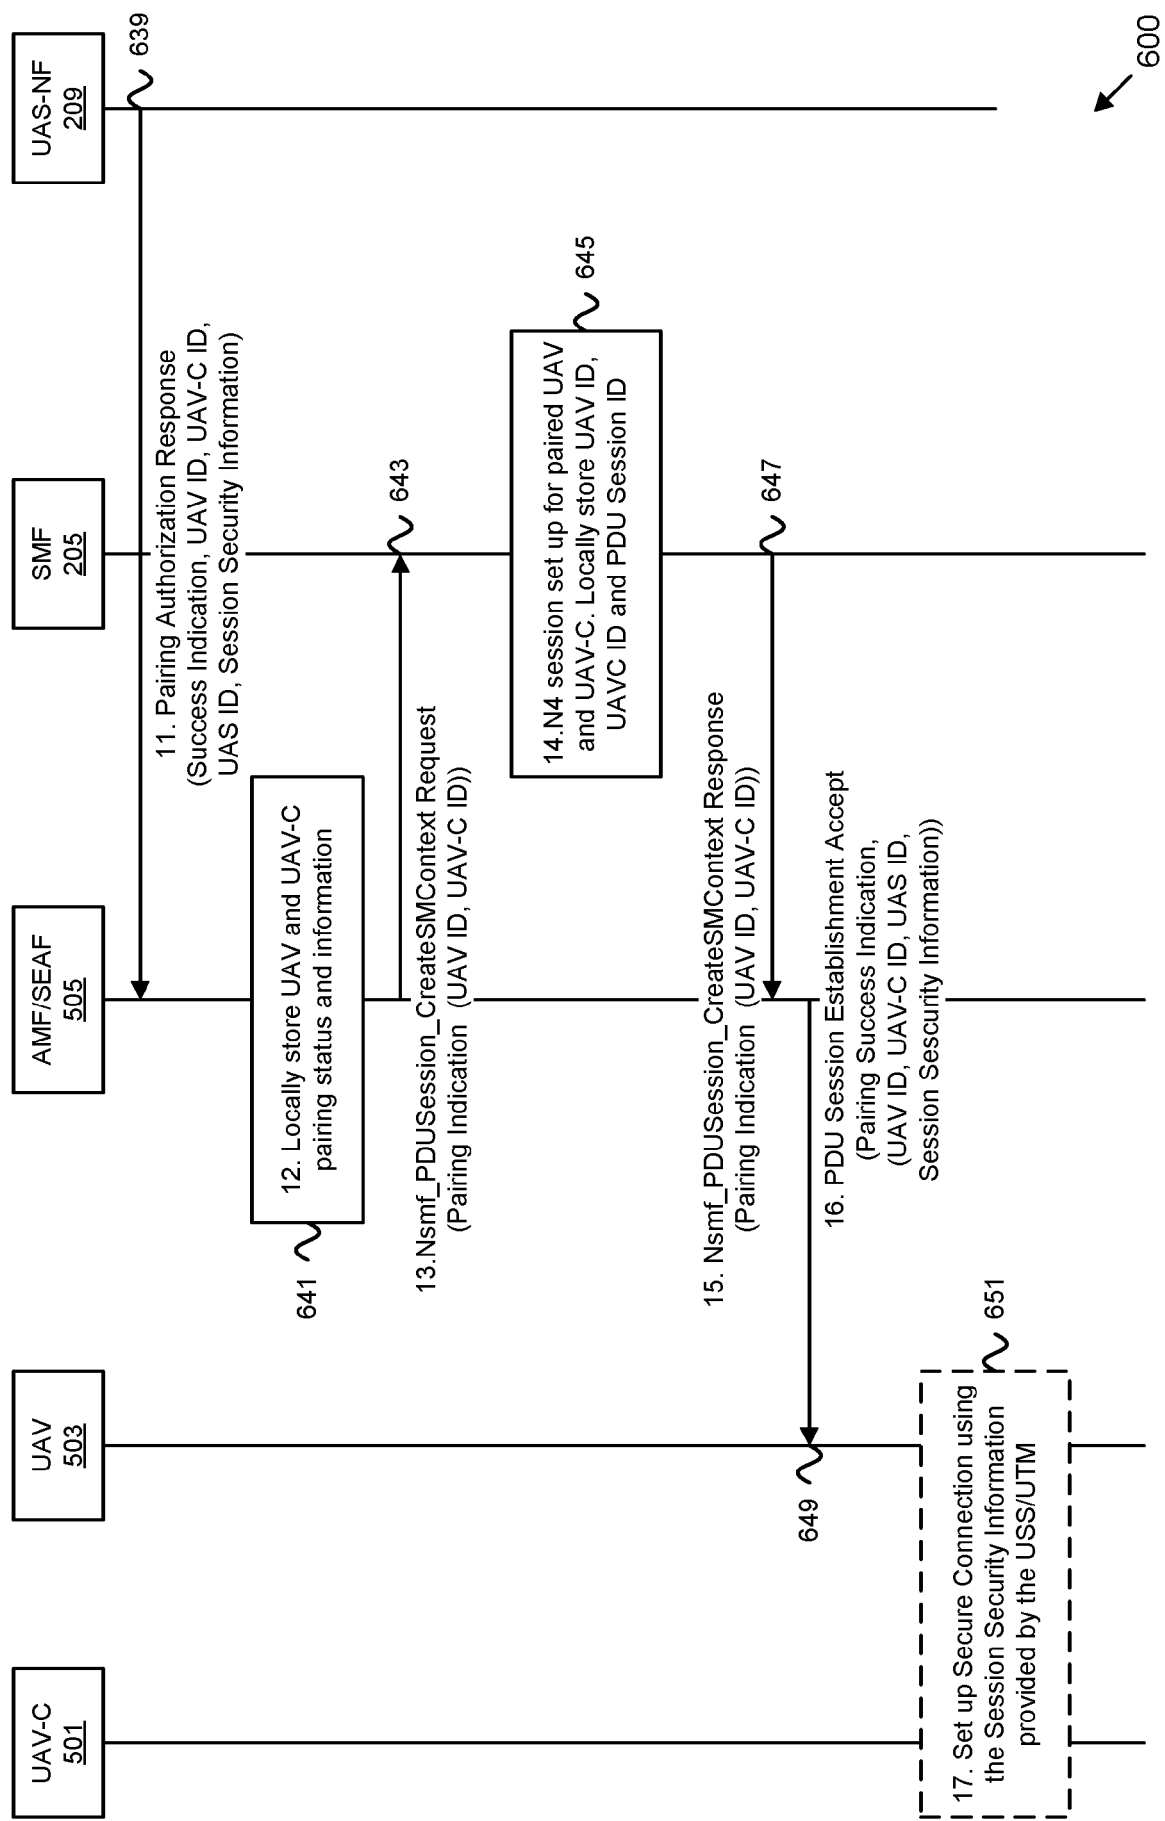 UAV-C
501
UAV
503
AMF/SEAF
505
SMF
205
UAS-NF
209
639
11. Pairing Authorization Response
(Success Indication, UAV ID, UAV-C ID,
UAS ID, Session Security Information)
12. Locally store UAV and UAV-C
pairing status and information
641
643
13.Nsmf_PDUSession_CreateSMContext Request
(Pairing Indication (UAV ID, UAV-C ID))
14.N4 session set up for paired UAV
and UAV-C. Locally store UAV ID,
UAVC ID and PDU Session ID
645
15. Nsmf_PDUSession_CreateSMContext Response
(Pairing Indication (UAV ID, UAV-C ID))
647
649
16. PDU Session Establishment Accept
(Pairing Success Indication,
(UAV ID, UAV-C ID, UAS ID,
Session Sescurity Information))
17. Set up Secure Connection using
the Session Security Information
provided by the USS/UTM
651
600